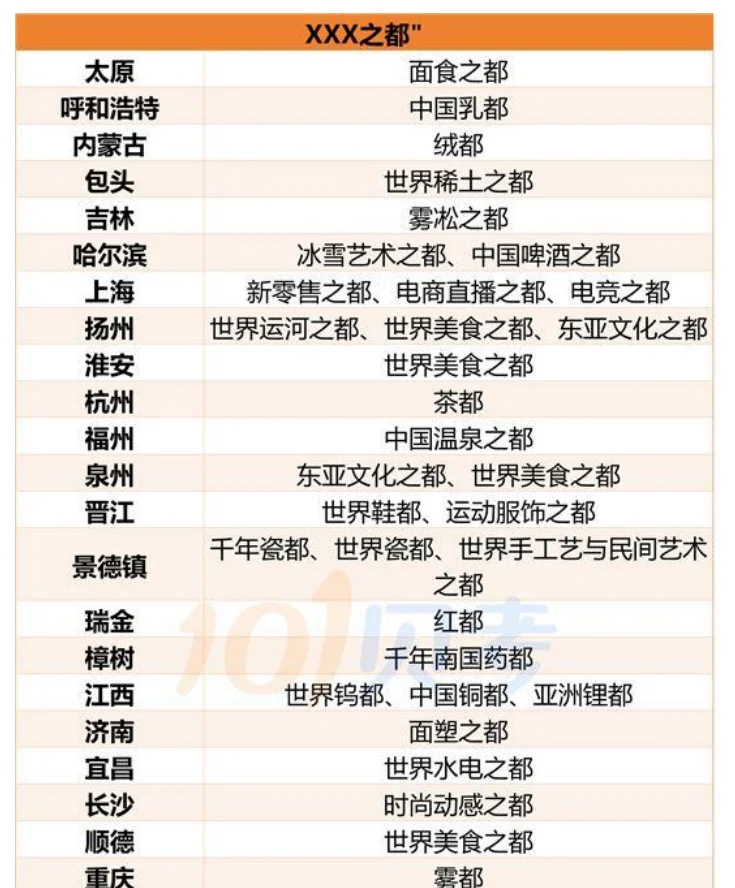 XXX之都"
太原 面食之都
呼和浩特 中国乳都
内蒙古 绒都
包头 世界稀土之都
吉林 雾凇之都
哈尔滨 冰雪艺术之都、中国啤酒之都
上海 新零售之都、电商直播之都、电竞之都
扬州 世界运河之都、世界美食之都、东亚文化之都
淮安 世界美食之都
杭州 茶都
福州 中国温泉之都
泉州 东亚文化之都、世界美食之都
晋江 世界鞋都、运动服饰之都
景德镇 千年瓷都、世界瓷都、世界手工艺与民间艺术
之都
瑞金 红都
樟树 千年南国药都
江西 世界钨都、中国铜都、亚洲锂都
济南 面塑之都
宜昌 世界水电之都
长沙 时尚动感之都
顺德 世界美食之都
重庆 雾都
101贝考